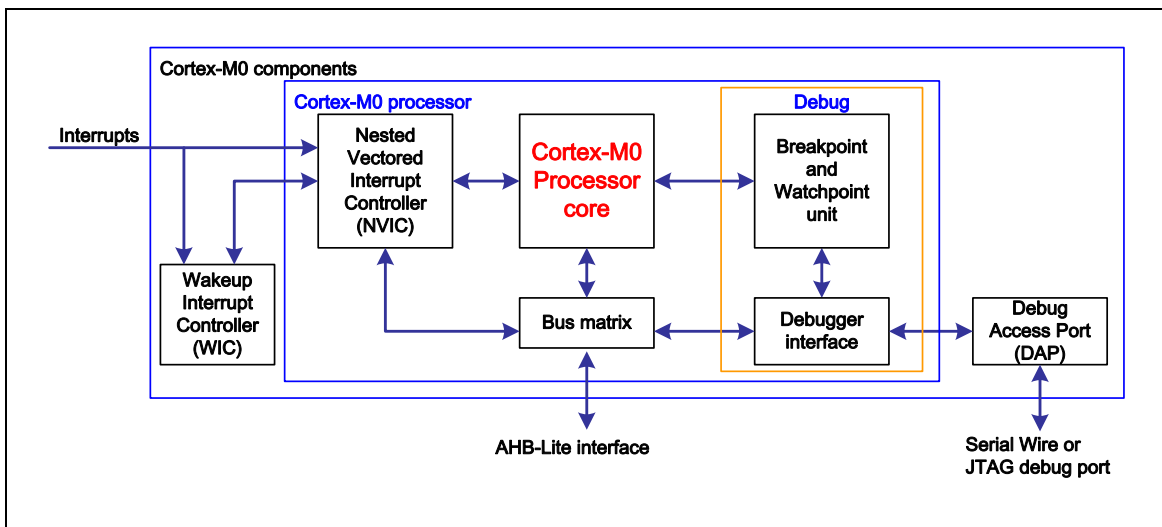 Cortex-M0 components
Cortex-M0 processor
Debug
Interrupts
Nested
Vectored
Interrupt
Controller
(NVIC)
Cortex-M0
Processor
core
Breakpoint
and
Watchpoint
unit
Wakeup
Interrupt
Controller
(WIC)
Bus matrix
Debugger
interface
Debug
Access Port
(DAP)
AHB-Lite interface
Serial Wire or
JTAG debug port